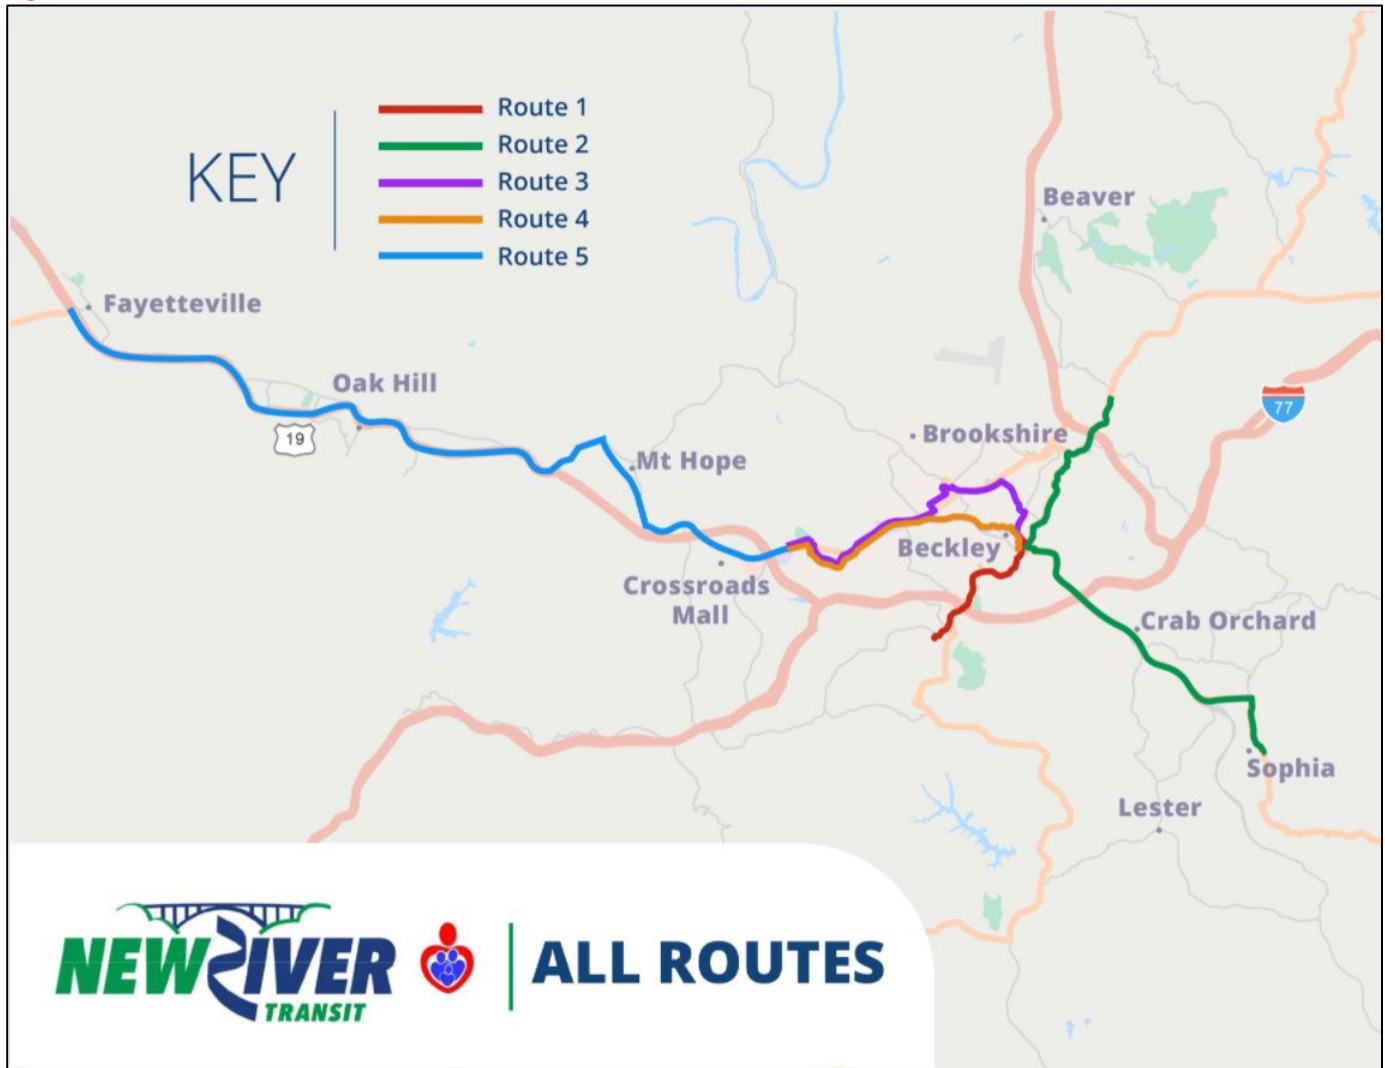 KEY
Route 1
Route 2
Route 3
Route 4
Route 5
Beaver
Fayetteville
Oak Hill
19
77
Brookshire
Mt Hope
Beckley
Crossroads
Mall
Crab Orchard
Sophia
Lester
NEW RIVER
TRANSIT
ALL ROUTES